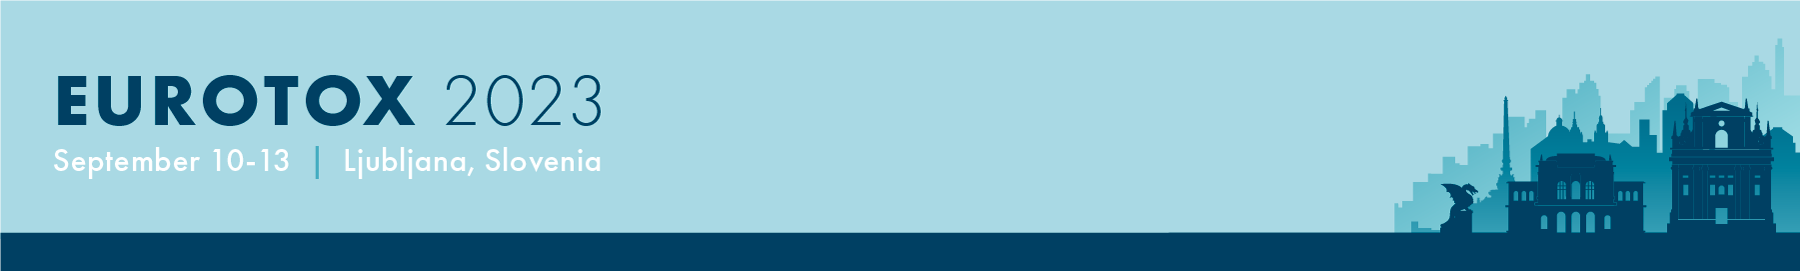 EUROTOX 2023
September 10-13 | Ljubljana, Slovenia